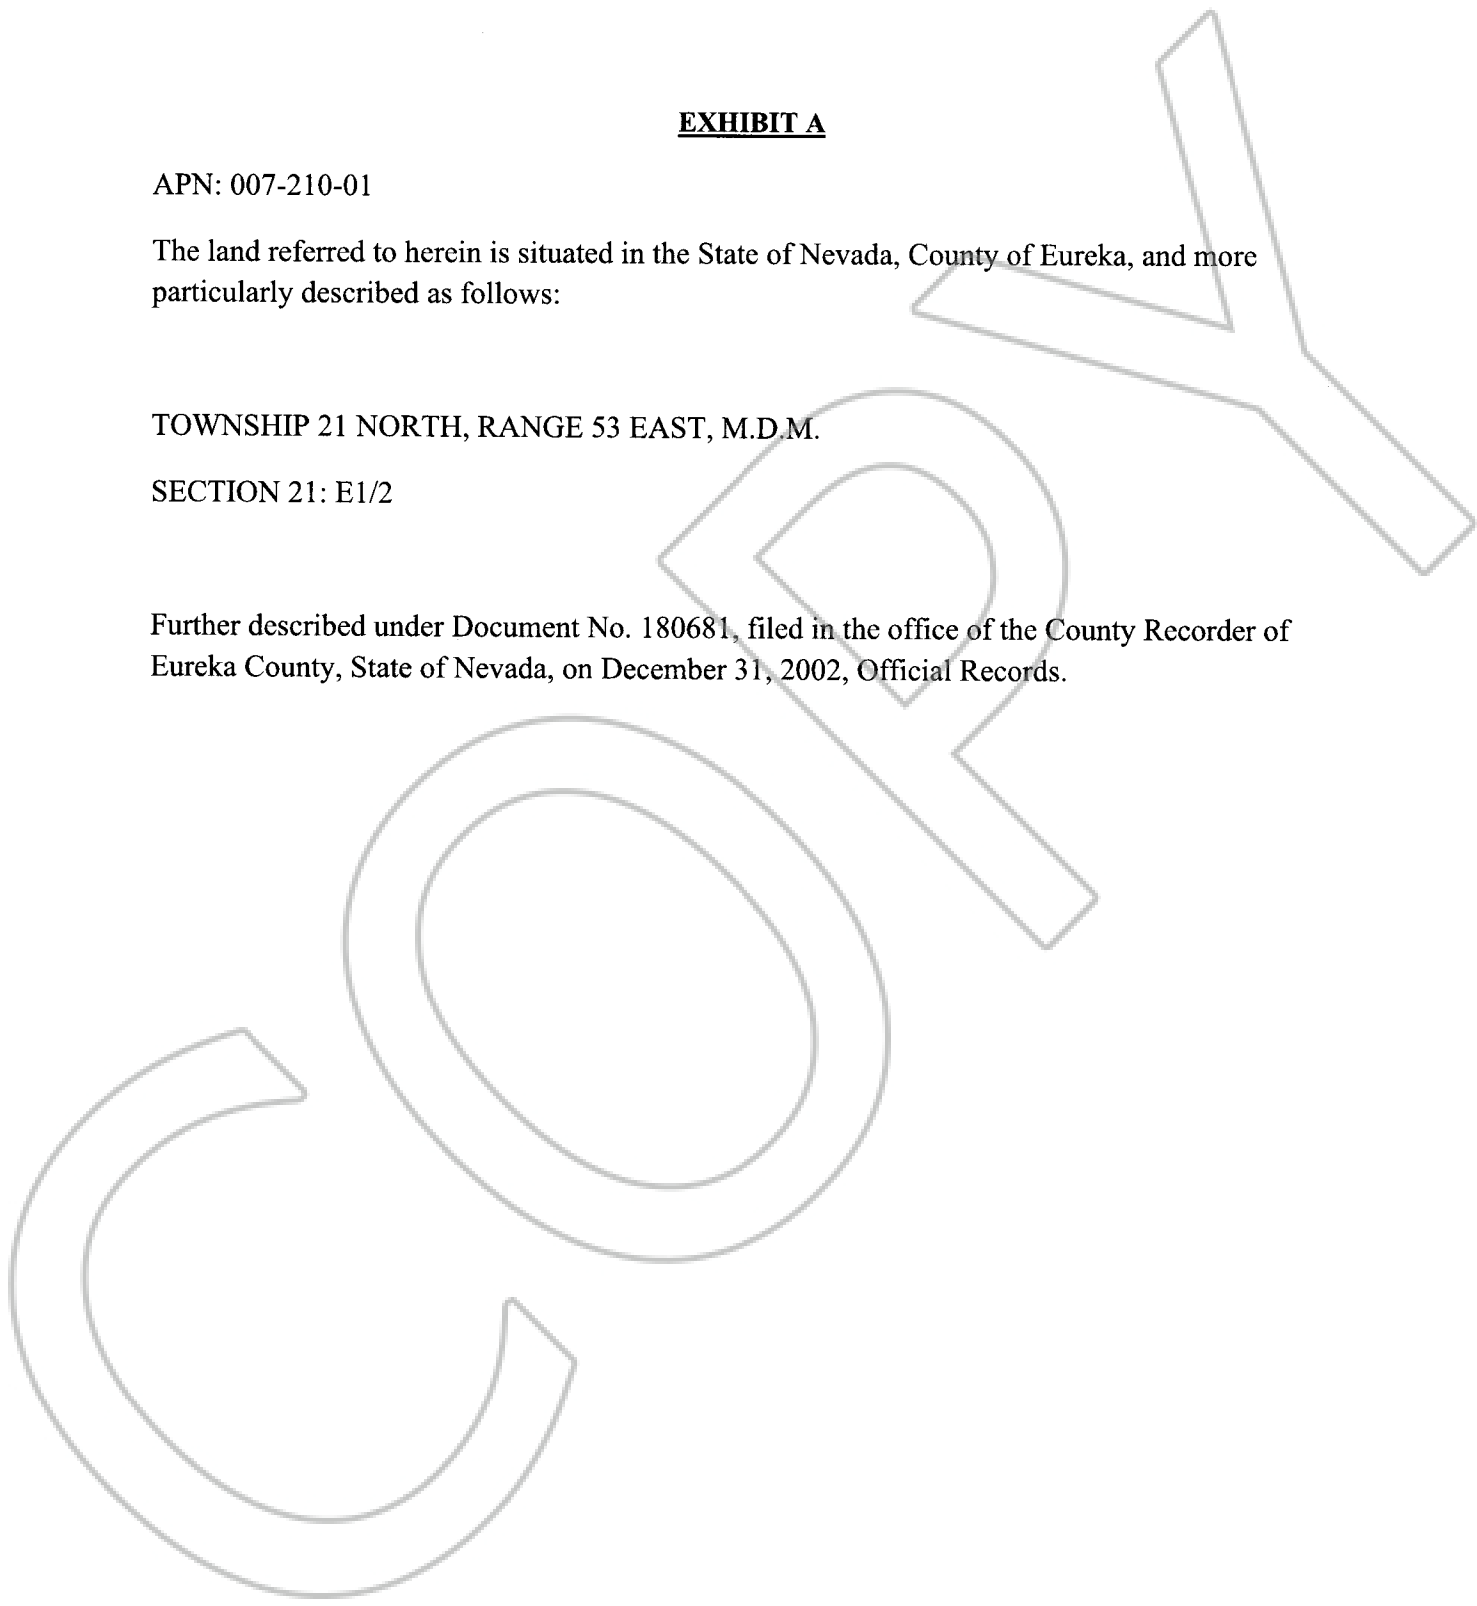 EXHIBIT A
APN: 007-210-01
The land referred to herein is situated in the State of Nevada, County of Eureka, and more
particularly described as follows:
TOWNSHIP 21 NORTH, RANGE 53 EAST, M.D.M.
SECTION 21: E1/2
Further described under Document No. 180681, filed in the office of the County Recorder of
Eureka County, State of Nevada, on December 31, 2002, Official Records.
COPY